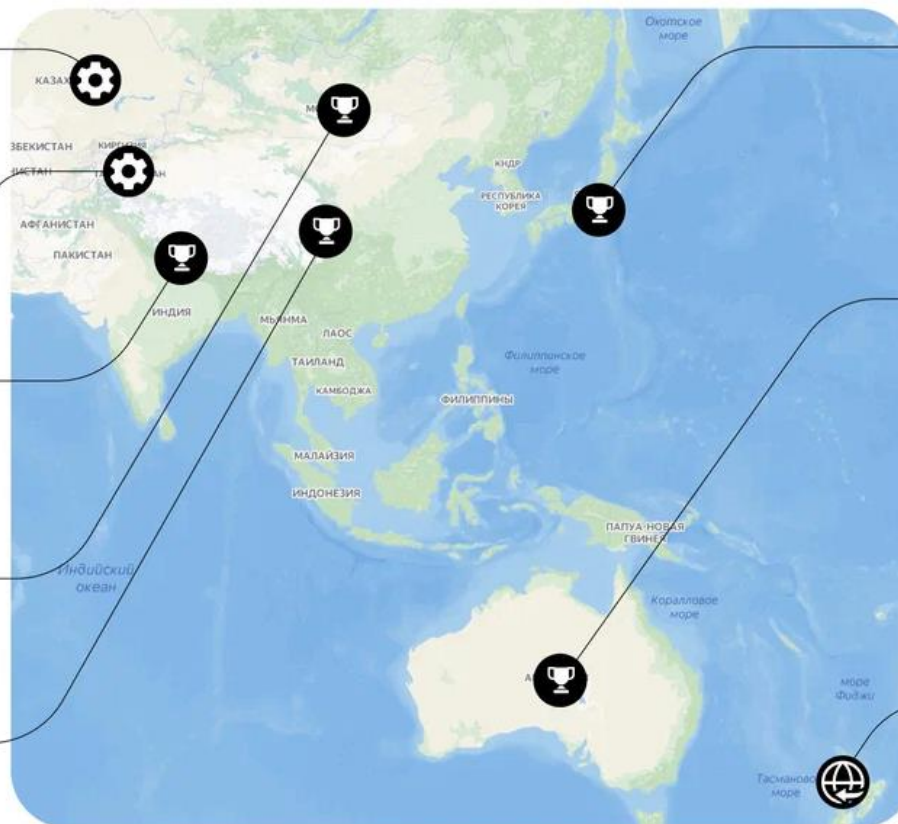 Охотское
море
КАЗАХ
КИРГИЗИЯ
ЗБЕКИСТАН
ИСТАН
АН
КНДР
РЕСПУБЛИКА
КОРЕЯ
АФГАНИСТАН
ПАКИСТАН
ИНДИЯ
МЬЯНМА
ЛАОС
ТАИЛАНД
Филиппинское
море
КАМБОДЖА
ФИЛИППИНЫ
МАЛАЙЗИЯ
ИНДОНЕЗИЯ
ПАПУА-НОВАЯ
ГВИНЕЯ
Индийский
океан
Коралловое
море
море
Фиджи
Тасманово
море